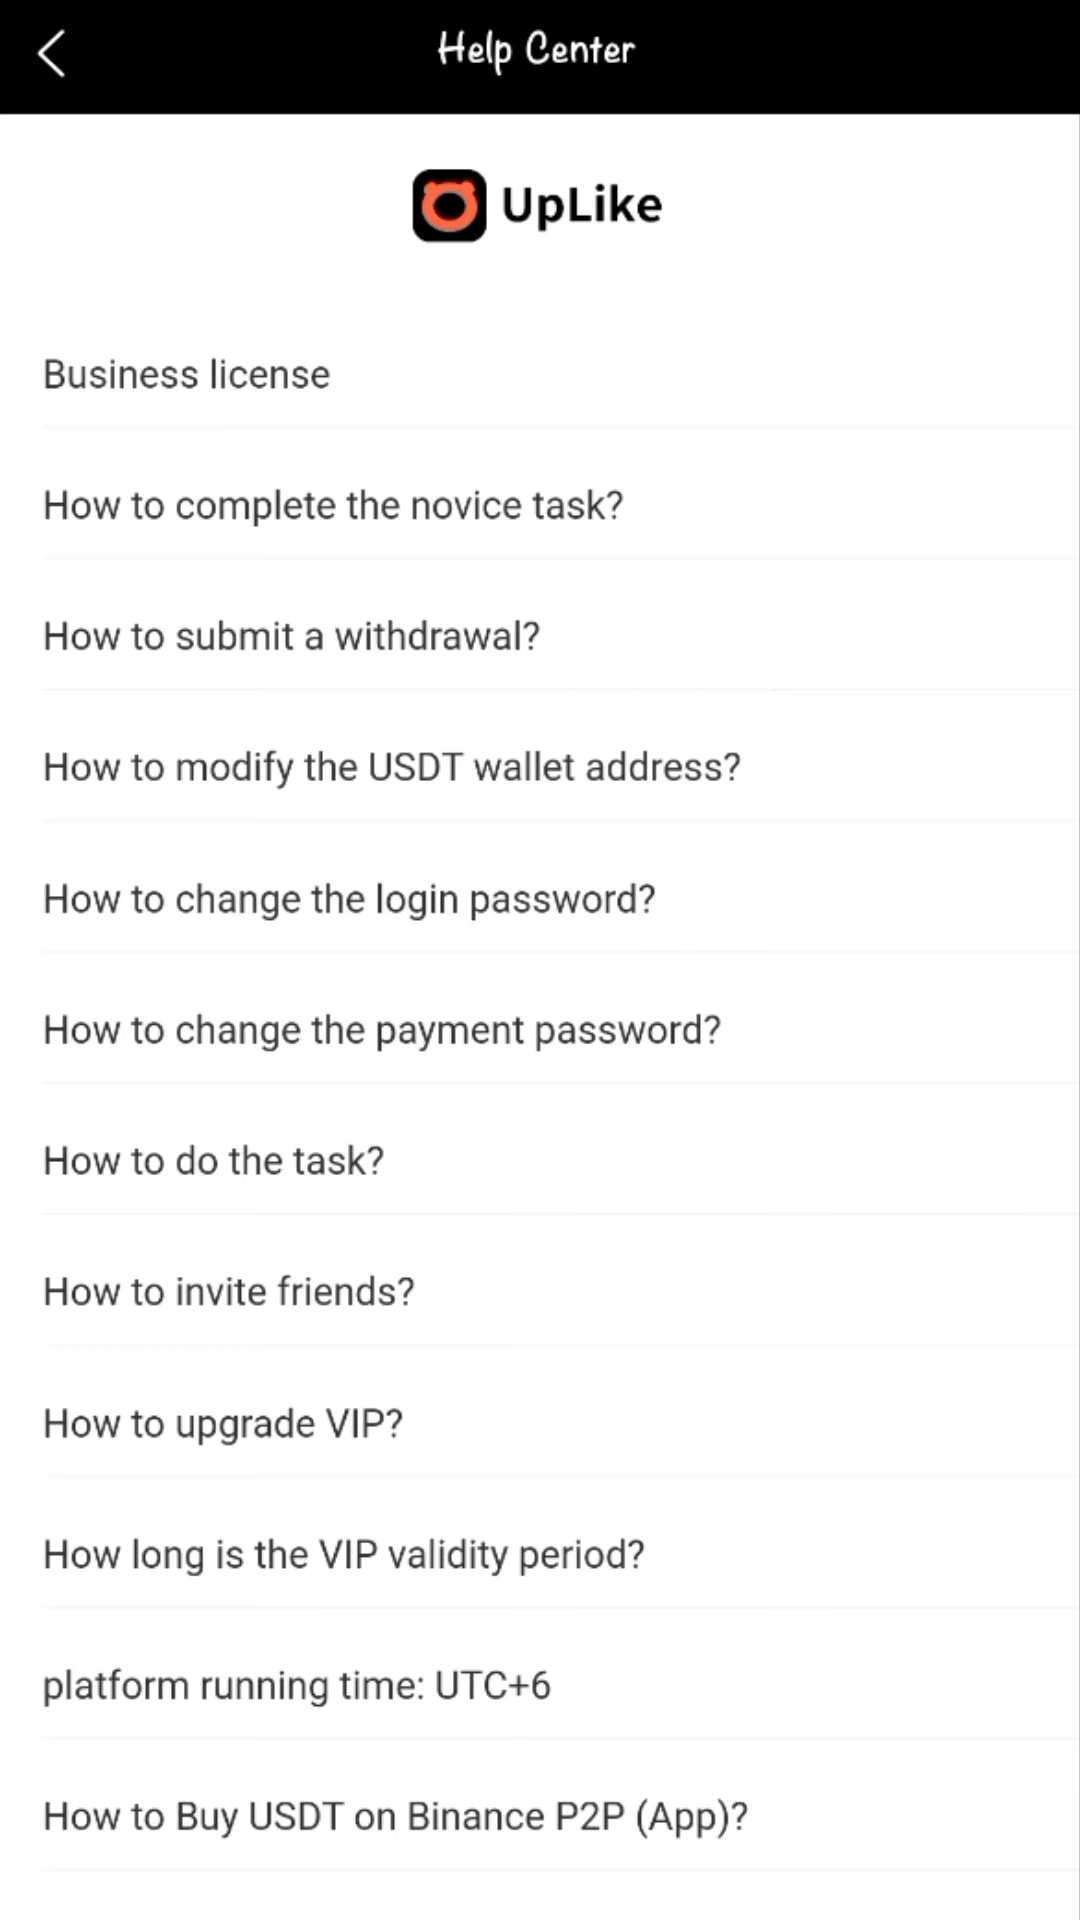 Help Center
UpLike
Business license
How to complete the novice task?
How to submit a withdrawal?
How to modify the USDT wallet address?
How to change the login password?
How to change the payment password?
How to do the task?
How to invite friends?
How to upgrade VIP?
How long is the VIP validity period?
platform running time: UTC+6
How to Buy USDT on Binance P2P (App)?